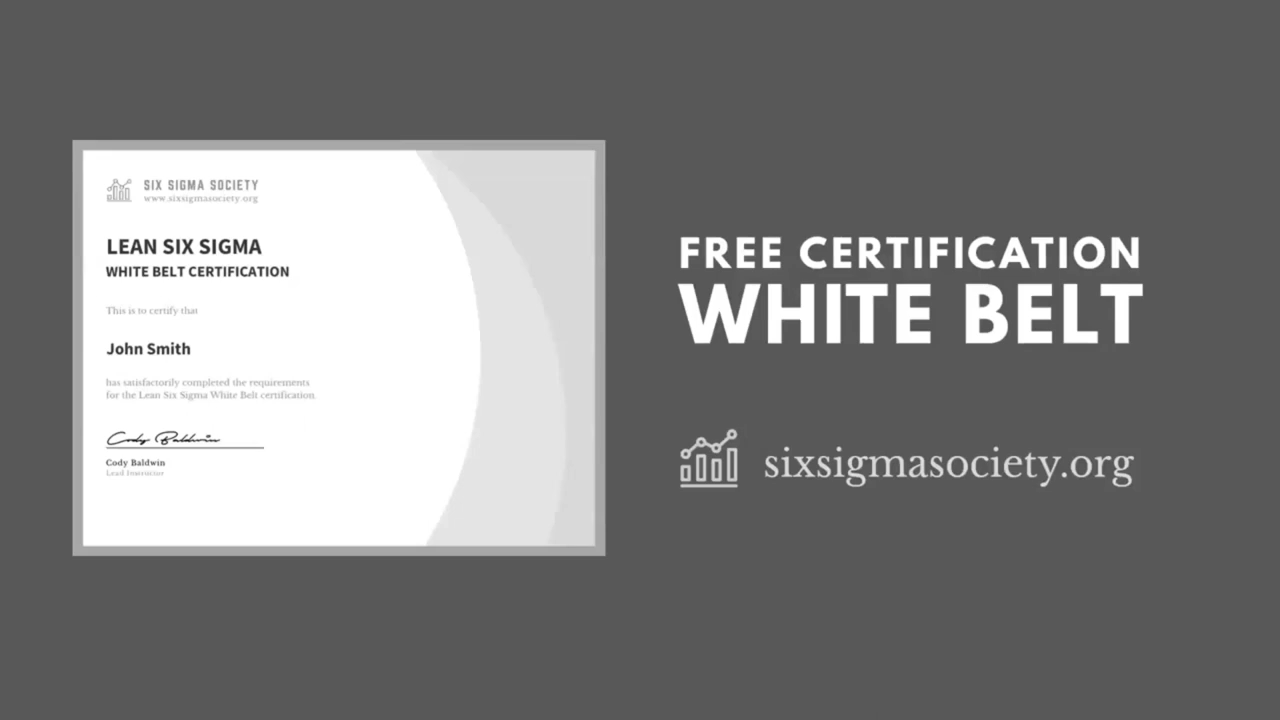 SIX SIGMA SOCIETY
www.sixsigmasociety.org
LEAN SIX SIGMA
WHITE BELT CERTIFICATION
This is to certify that
John Smith
has satisfactorily completed the requirements
for the Lean Six Sigma White Belt certification.
Cody Baldwin
Cody Baldwin
Lead Instructor
FREE CERTIFICATION
WHITE BELT
sixsigmasociety.org